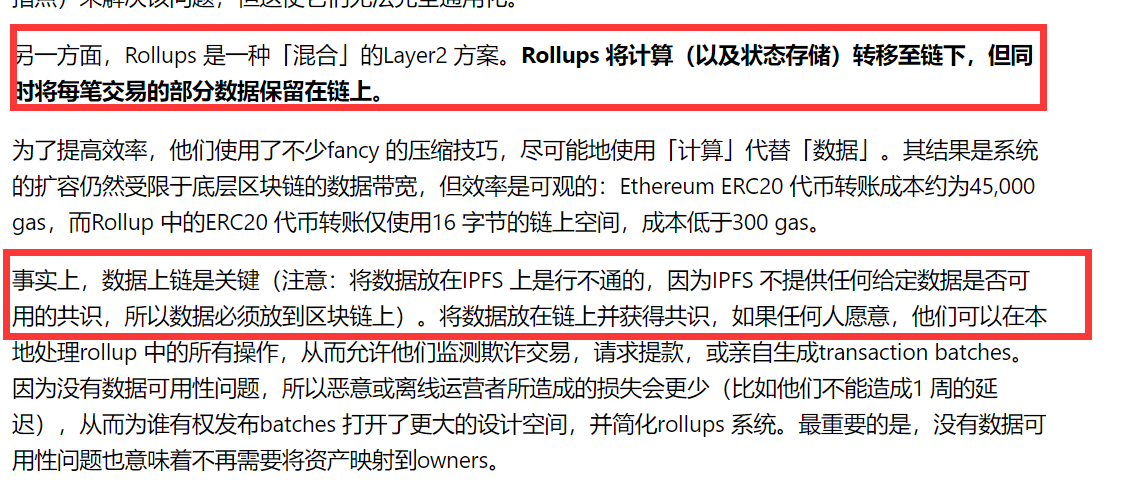 指点）来解决该问题，但这使它们无法完全通用化。
另一方面，Rollups 是一种「混合」的Layer2 方案。Rollups 将计算（以及状态存储）转移至链下，但同
时将每笔交易的部分数据保留在链上。
为了提高效率，他们使用了不少fancy 的压缩技巧，尽可能地使用「计算」代替「数据」。其结果是系统
的扩容仍然受限于底层区块链的数据带宽，但效率是可观的：Ethereum ERC20 代币转账成本约为45,000
gas，而Rollup 中的ERC20 代币转账仅使用16 字节的链上空间，成本低于300 gas。
事实上，数据上链是关键（注意：将数据放在IPFS 上是行不通的，因为IPFS 不提供任何给定数据是否可
用的共识，所以数据必须放到区块链上）。将数据放在链上并获得共识，如果任何人愿意，他们可以在本
地处理rollup 中的所有操作，从而允许他们监测欺诈交易，请求提款，或亲自生成transaction batches。
因为没有数据可用性问题，所以恶意或离线运营者所造成的损失会更少（比如他们不能造成1 周的延
迟），从而为谁有权发布batches 打开了更大的设计空间，并简化rollups 系统。最重要的是，没有数据可
用性问题也意味着不再需要将资产映射到owners。